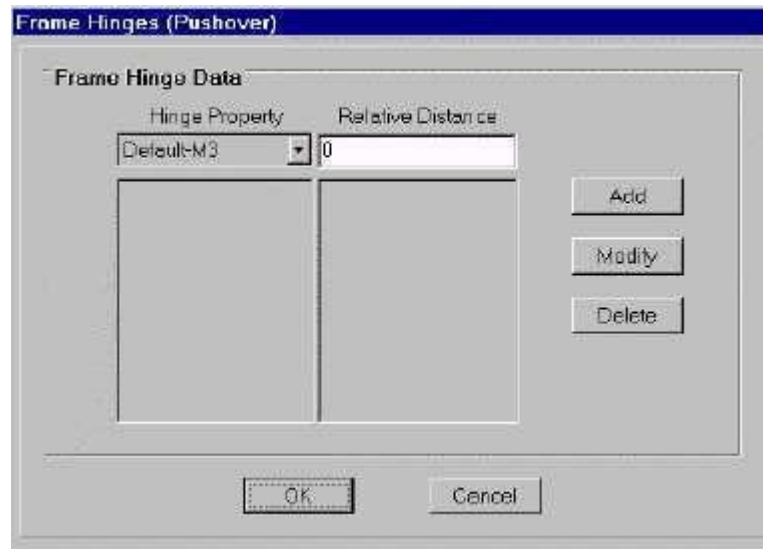 Frame Hinges (Pushover)
Frame Hinge Data
Hinge Property Relative Distance
Default-M3 0
Add
Modify
Delete
OK Cancel